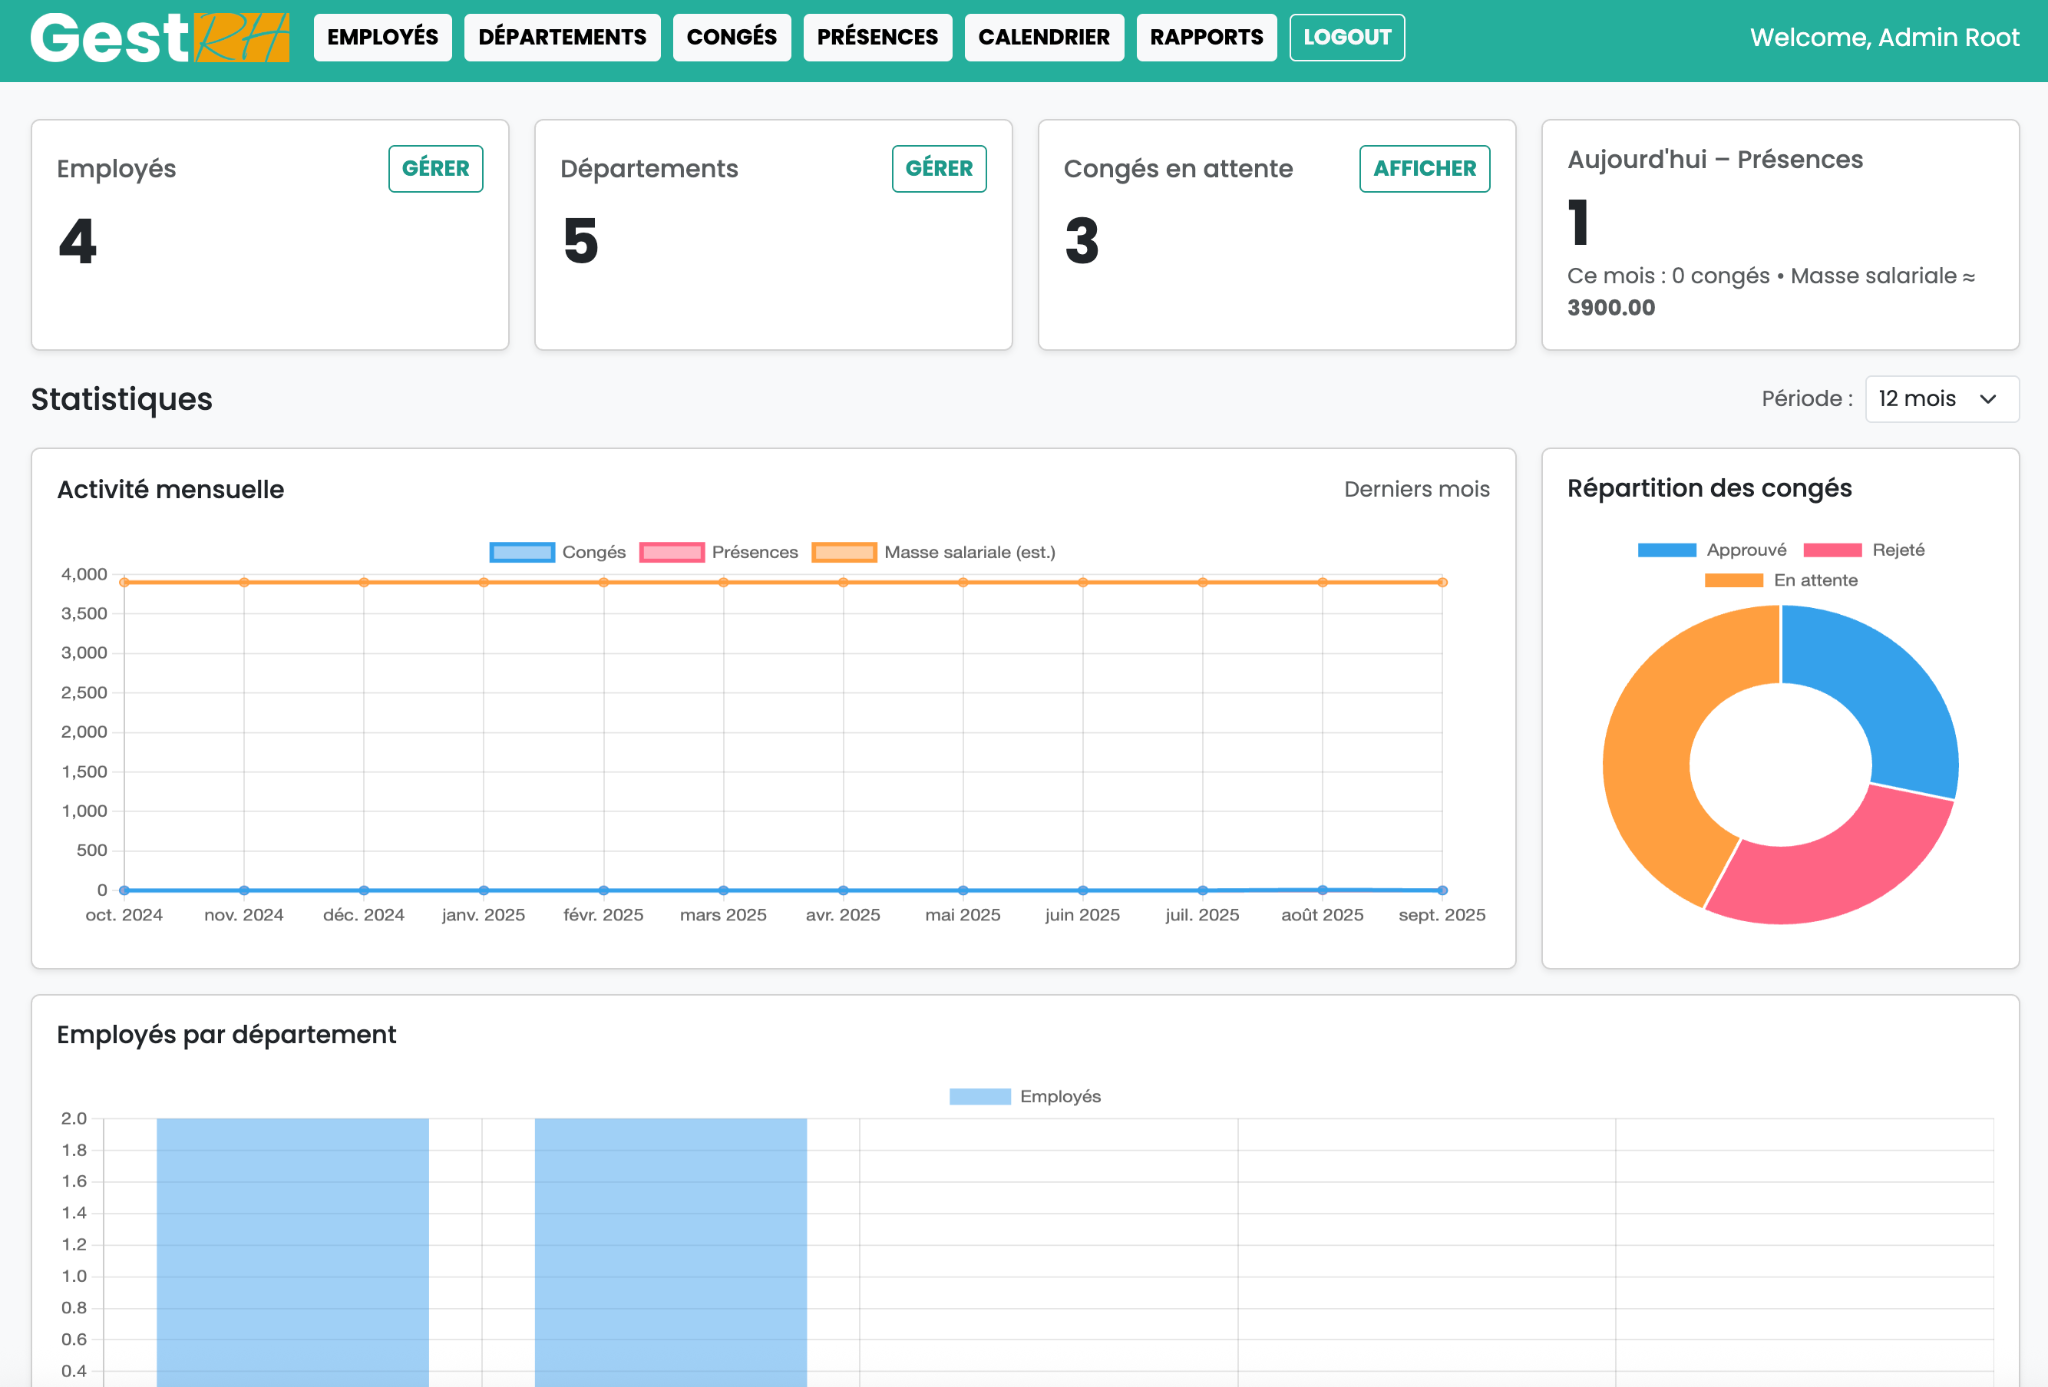 GestRH EMPLOYÉS DÉPARTEMENTS CONGÉS PRÉSENCES CALENDRIER RAPPORTS LOGOUT Welcome, Admin Root
Employés GÉRER
4
Départements GÉRER
5
Congés en attente AFFICHER
3
Aujourd'hui – Présences
1
Ce mois : 0 congés • Masse salariale ≈
3900.00
Statistiques
Période : 12 mois
Activité mensuelle
Derniers mois
Congés Présences Masse salariale (est.)
4,000
3,500
3,000
2,500
2,000
1,500
1,000
500
0
oct. 2024 nov. 2024 déc. 2024 janv. 2025 févr. 2025 mars 2025 avr. 2025 mai 2025 juin 2025 juil. 2025 août 2025 sept. 2025
Répartition des congés
Approuvé Rejeté
En attente
Employés par département
Employés
2.0
1.8
1.6
1.4
1.2
1.0
0.8
0.6
0.4